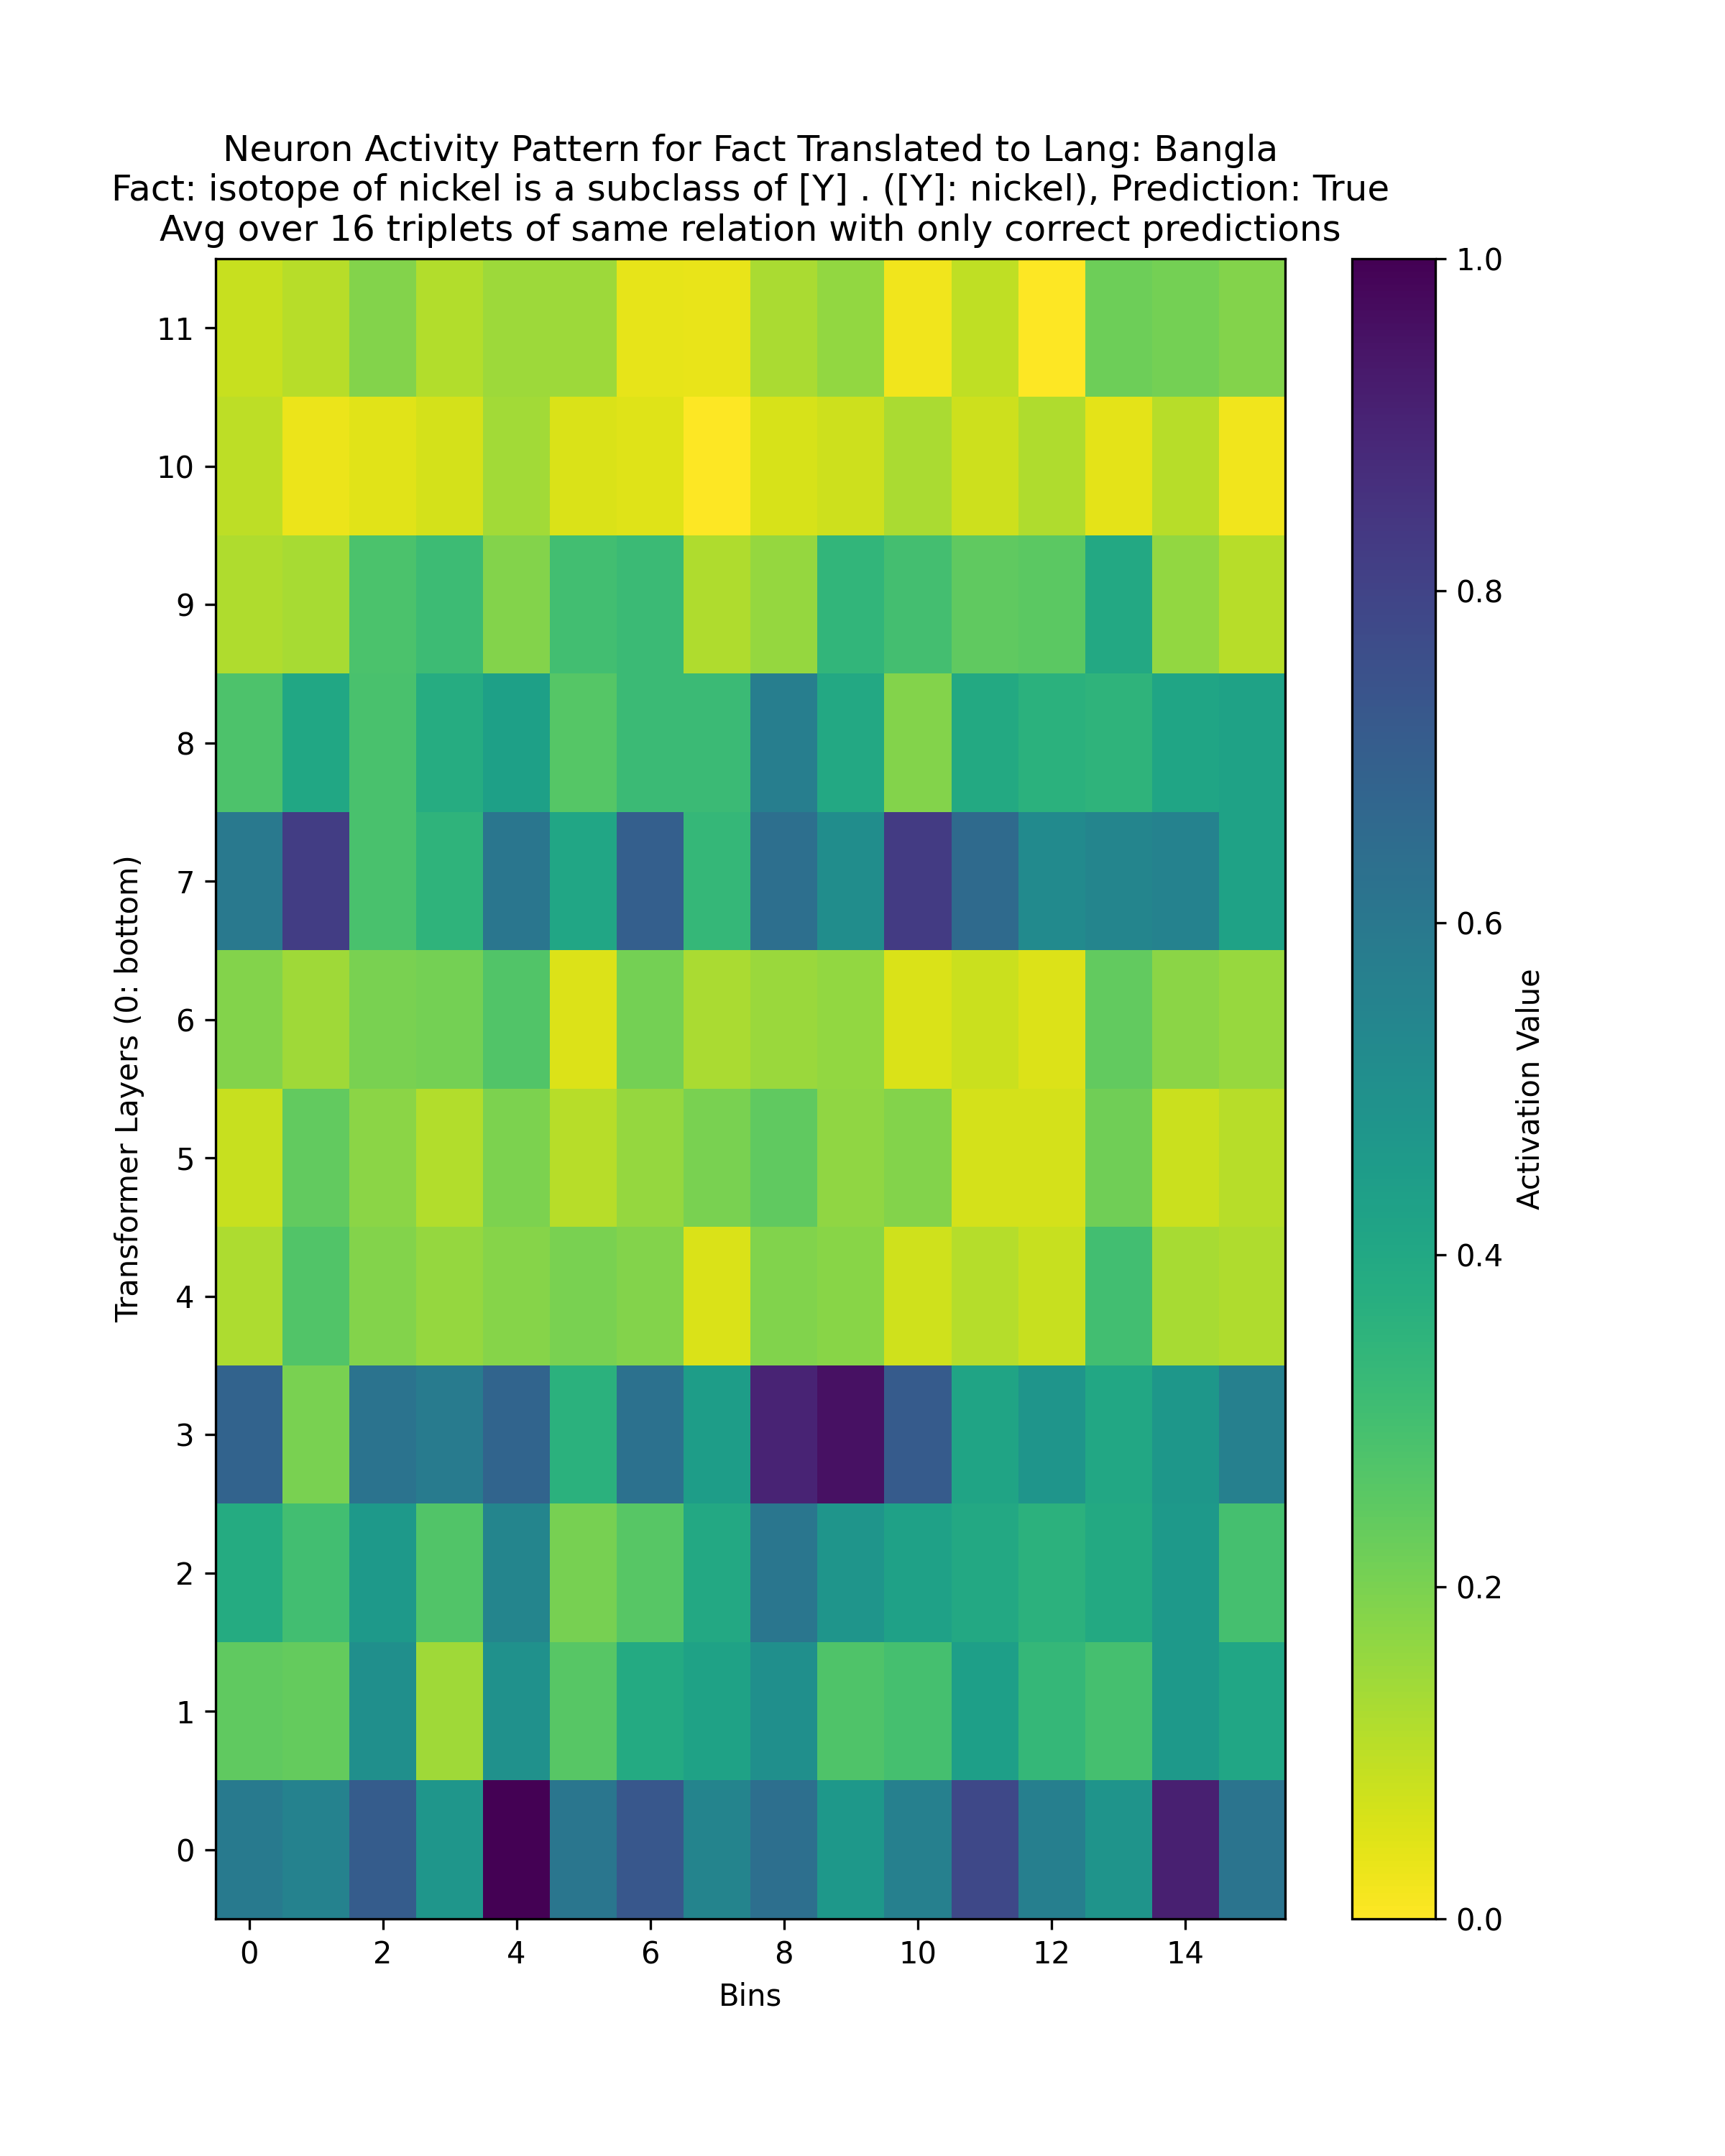 Neuron Activity Pattern for Fact Translated to Lang: Bangla
Fact: isotope of nickel is a subclass of [Y] . ([Y]: nickel), Prediction: True
Avg over 16 triplets of same relation with only correct predictions
11
10
9
8
7
6
5
4
3
2
1
0
Transformer Layers (0: bottom)
0 2 4 6 8 10 12 14
Bins
1.0
0.8
0.6
0.4
0.2
0.0
Activation Value